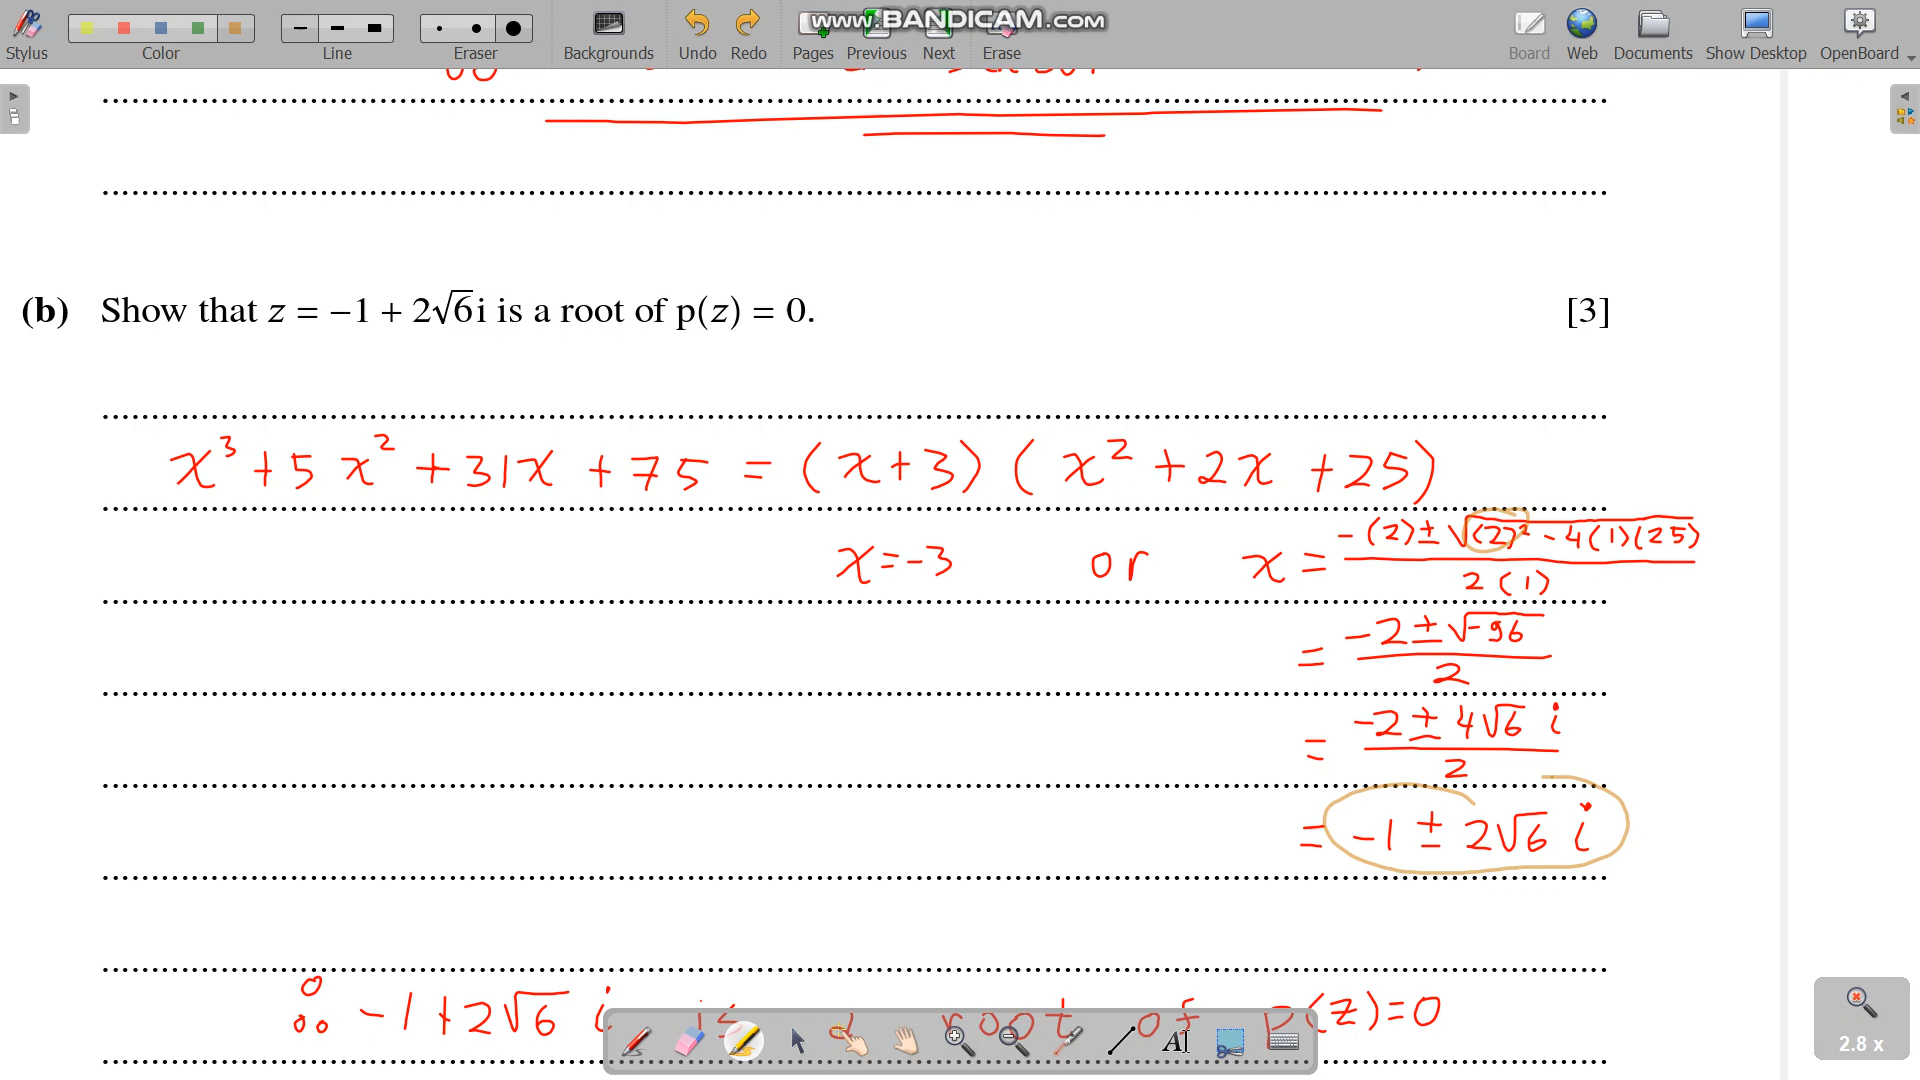 www.BANDICAM.com
Stylus Color Line Eraser Backgrounds Undo Redo Pages Previous Next Erase Board Web Documents Show Desktop OpenBoard
(b) Show that z = −1 + 2√6i is a root of p(z) = 0. [3]
x³ + 5x² + 31x + 75 = (x+3)(x² + 2x + 25)
x = -3 or x = (-(2) ± √((2)² - 4(1)(25))) / 2(1)
= (-2 ± √-96) / 2
= (-2 ± 4√6 i) / 2
= -1 ± 2√6 i
∴ -1 + 2√6 i is a root of p(z) = 0
2.8 x